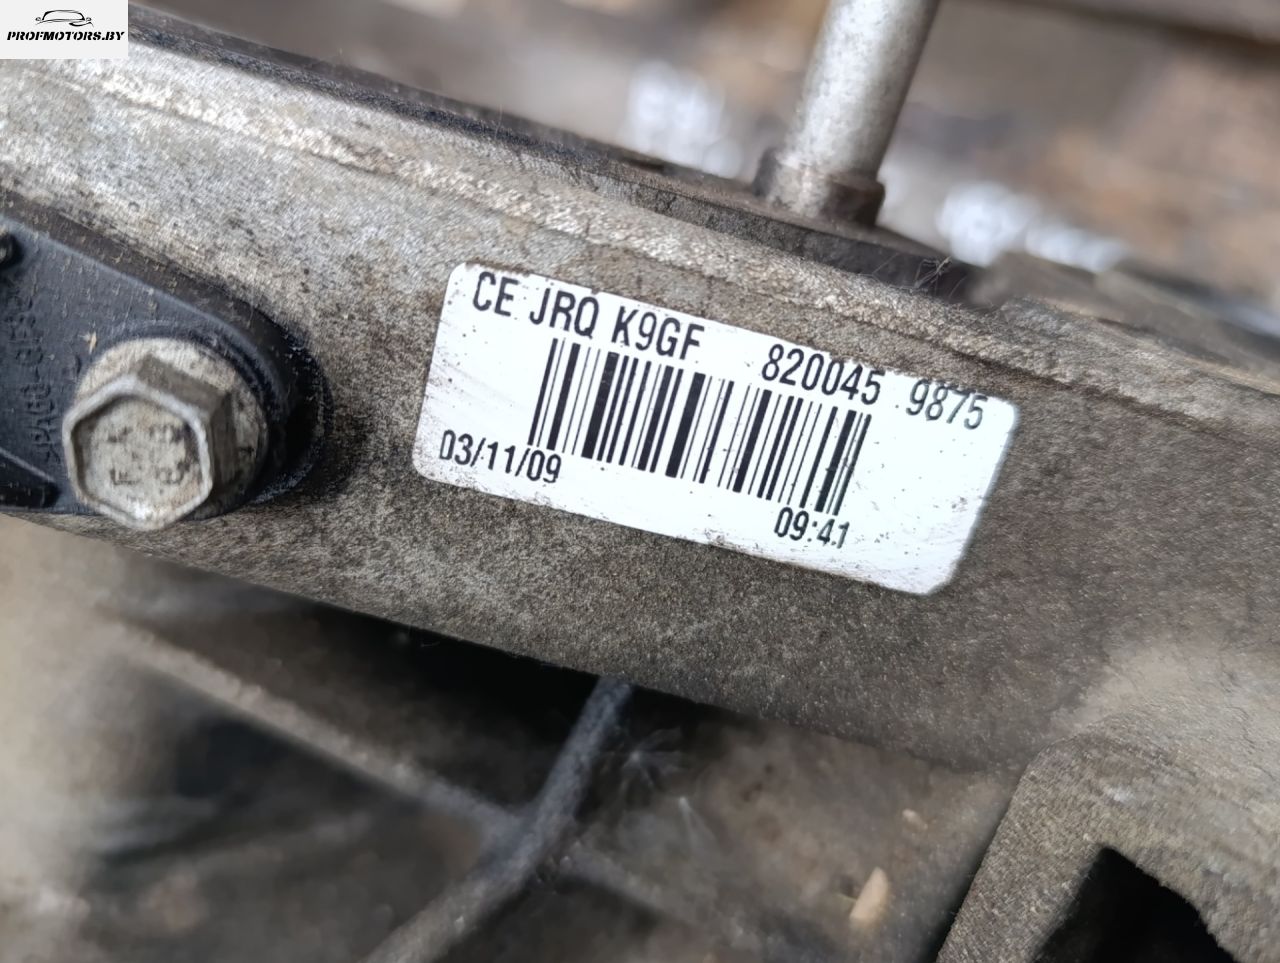 PROFMOTORS.BY
CE JRQ K9GF 820045 9875
03/11/09 09:41